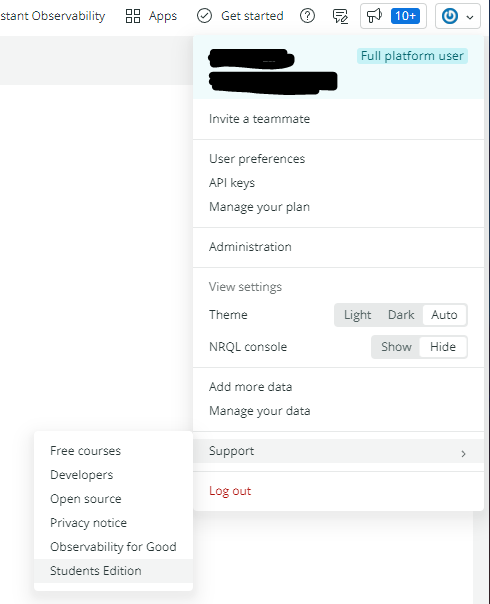 stant Observability Apps Get started 10+
Full platform user
Invite a teammate
User preferences
API keys
Manage your plan
Administration
View settings
Theme Light Dark Auto
NRQL console Show Hide
Add more data
Manage your data
Support
Log out
Free courses
Developers
Open source
Privacy notice
Observability for Good
Students Edition